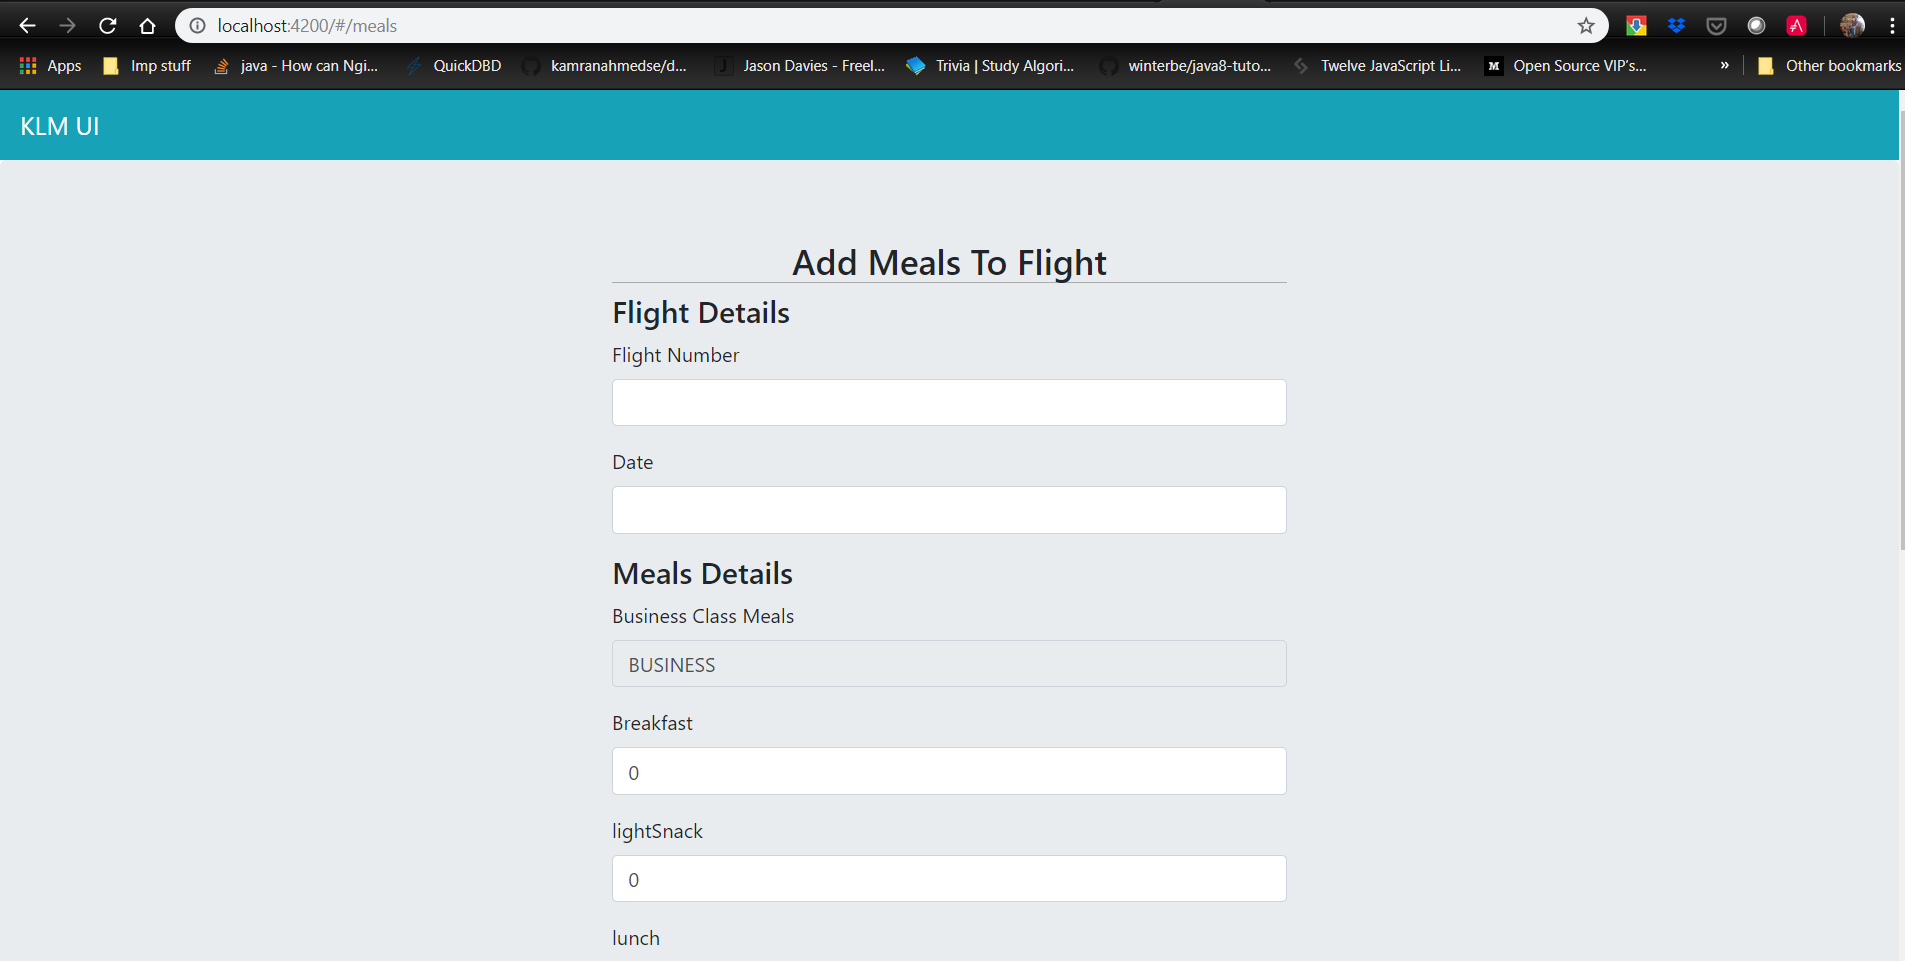 localhost:4200/#/meals
Apps Imp stuff java - How can Ngi... QuickDBD kamranahmedse/d... Jason Davies - Freel... Trivia | Study Algori... winterbe/java8-tuto... Twelve JavaScript Li... M Open Source VIP's... » Other bookmarks
KLM UI
Add Meals To Flight
Flight Details
Flight Number
Date
Meals Details
Business Class Meals
BUSINESS
Breakfast
0
lightSnack
0
lunch